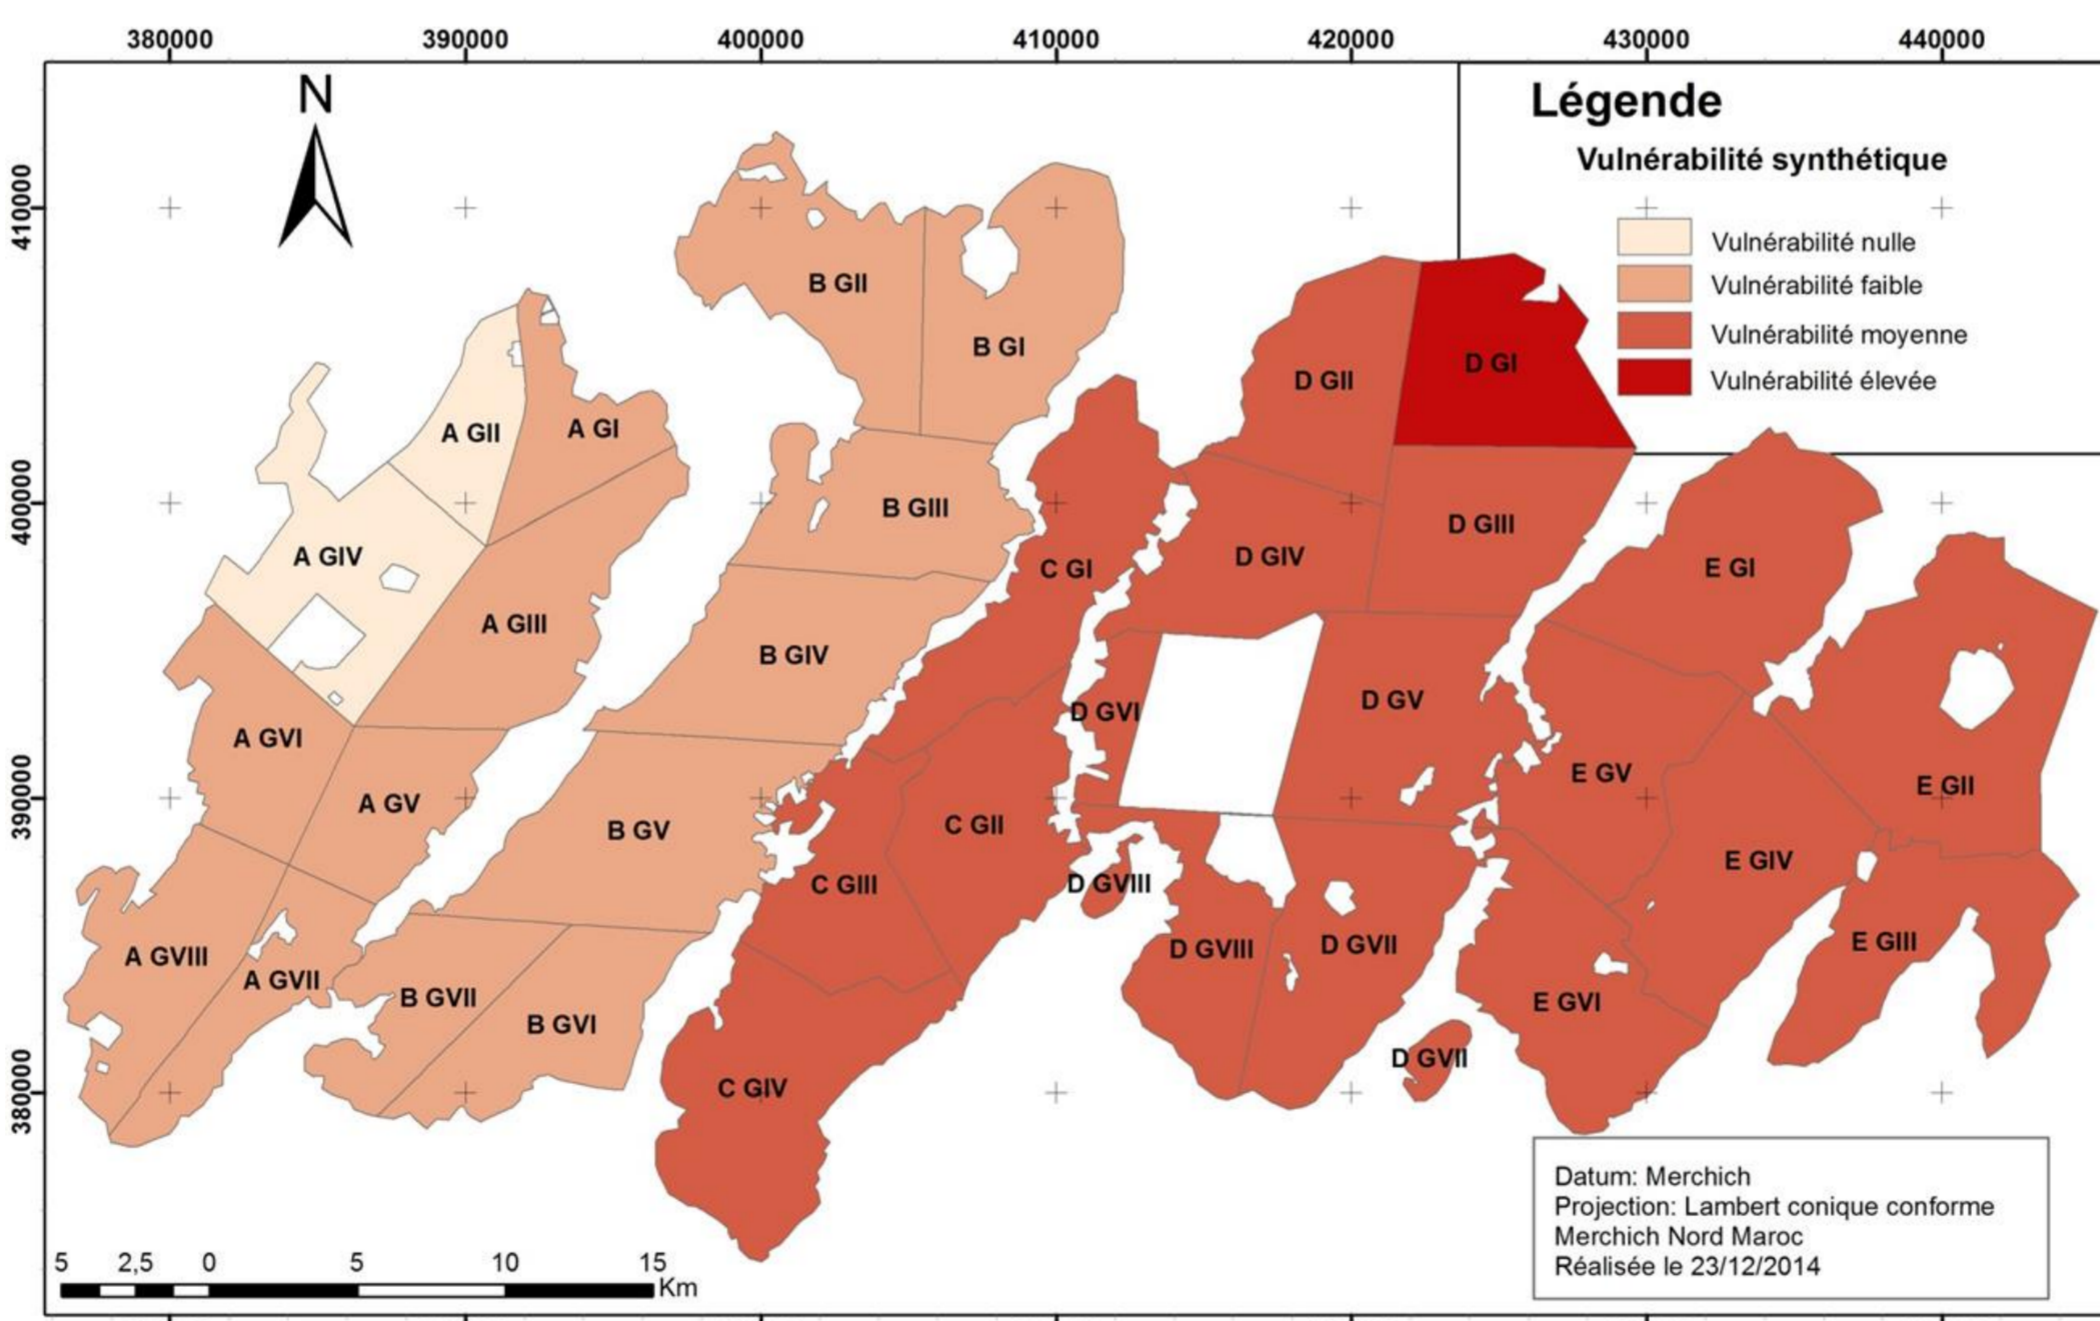 380000 390000 400000 410000 420000 430000 440000
N
Légende
Vulnérabilité synthétique
Vulnérabilité nulle
Vulnérabilité faible
Vulnérabilité moyenne
Vulnérabilité élevée
410000
400000
390000
380000
B GII
B GI
D GII
D GI
A GII
A GI
B GIII
D GIII
A GIV
C GI
D GIV
E GI
A GIII
B GIV
D GVI
D GV
A GVI
E GV
E GII
A GV
B GV
C GII
E GIV
C GIII
D GVIII
A GVIII
A GVII
B GVII
B GVI
D GVIII
D GVII
E GIII
E GVI
C GIV
D GVII
5 2,5 0 5 10 15
Km
Datum: Merchich
Projection: Lambert conique conforme
Merchich Nord Maroc
Réalisée le 23/12/2014